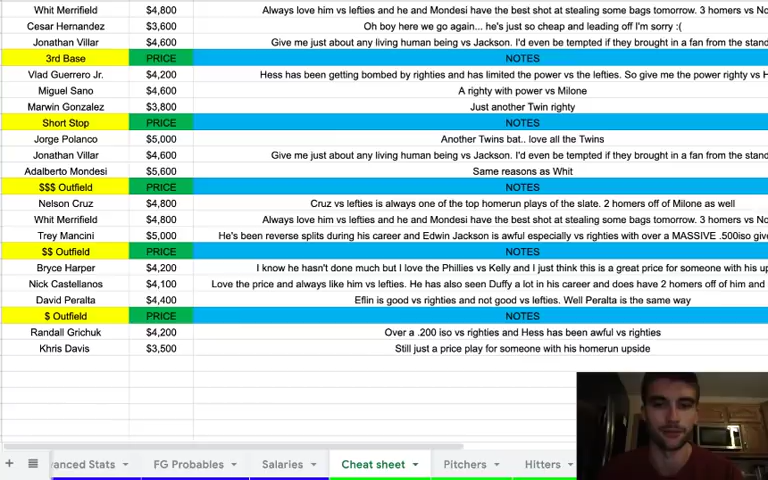 Whit Merrifield $4,800 Always love him vs lefties and he and Mondesi have the best shot at stealing some bags tomorrow. 3 homers vs No
Cesar Hernandez $3,600 Oh boy here we go again... he's just so cheap and leading off I'm sorry :(
Jonathan Villar $4,600 Give me just about any living human being vs Jackson. I'd even be tempted if they brought in a fan from the stand
3rd Base PRICE NOTES
Vlad Guerrero Jr. $4,200 Hess has been getting bombed by righties and has limited the power vs the lefties. So give me the power righty vs H
Miguel Sano $4,600 A righty with power vs Milone
Marwin Gonzalez $3,800 Just another Twin righty
Short Stop PRICE NOTES
Jorge Polanco $5,000 Another Twins bat.. love all the Twins
Jonathan Villar $4,600 Give me just about any living human being vs Jackson. I'd even be tempted if they brought in a fan from the stand
Adalberto Mondesi $5,600 Same reasons as Whit
$$$ Outfield PRICE NOTES
Nelson Cruz $4,800 Cruz vs lefties is always one of the top homerun plays of the slate. 2 homers off of Milone as well
Whit Merrifield $4,800 Always love him vs lefties and he and Mondesi have the best shot at stealing some bags tomorrow. 3 homers vs No
Trey Mancini $5,000 He's been reverse splits during his career and Edwin Jackson is awful especially vs righties with over a MASSIVE .500iso give
$$ Outfield PRICE NOTES
Bryce Harper $4,200 I know he hasn't done much but I love the Phillies vs Kelly and I just think this is a great price for someone with his up
Nick Castellanos $4,100 Love the price and always like him vs lefties. He has also seen Duffy a lot in his career and does have 2 homers off of him and
David Peralta $4,400 Eflin is good vs righties and not good vs lefties. Well Peralta is the same way
$ Outfield PRICE NOTES
Randall Grichuk $4,200 Over a .200 iso vs righties and Hess has been awful vs righties
Khris Davis $3,500 Still just a price play for someone with his homerun upside
anced Stats FG Probables Salaries Cheat sheet Pitchers Hitters